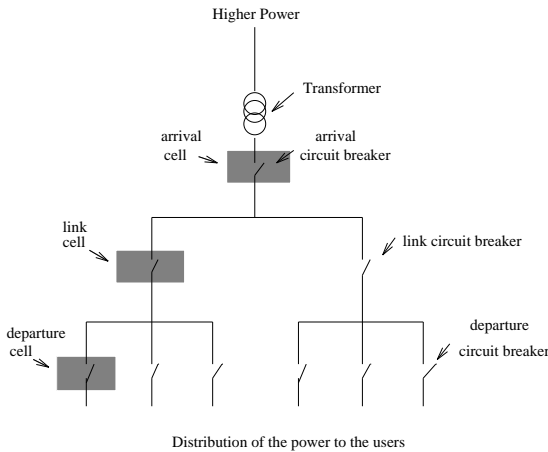 Higher Power
Transformer
arrival
cell
arrival
circuit breaker
link
cell
link circuit breaker
departure
cell
departure
circuit breaker
Distribution of the power to the users